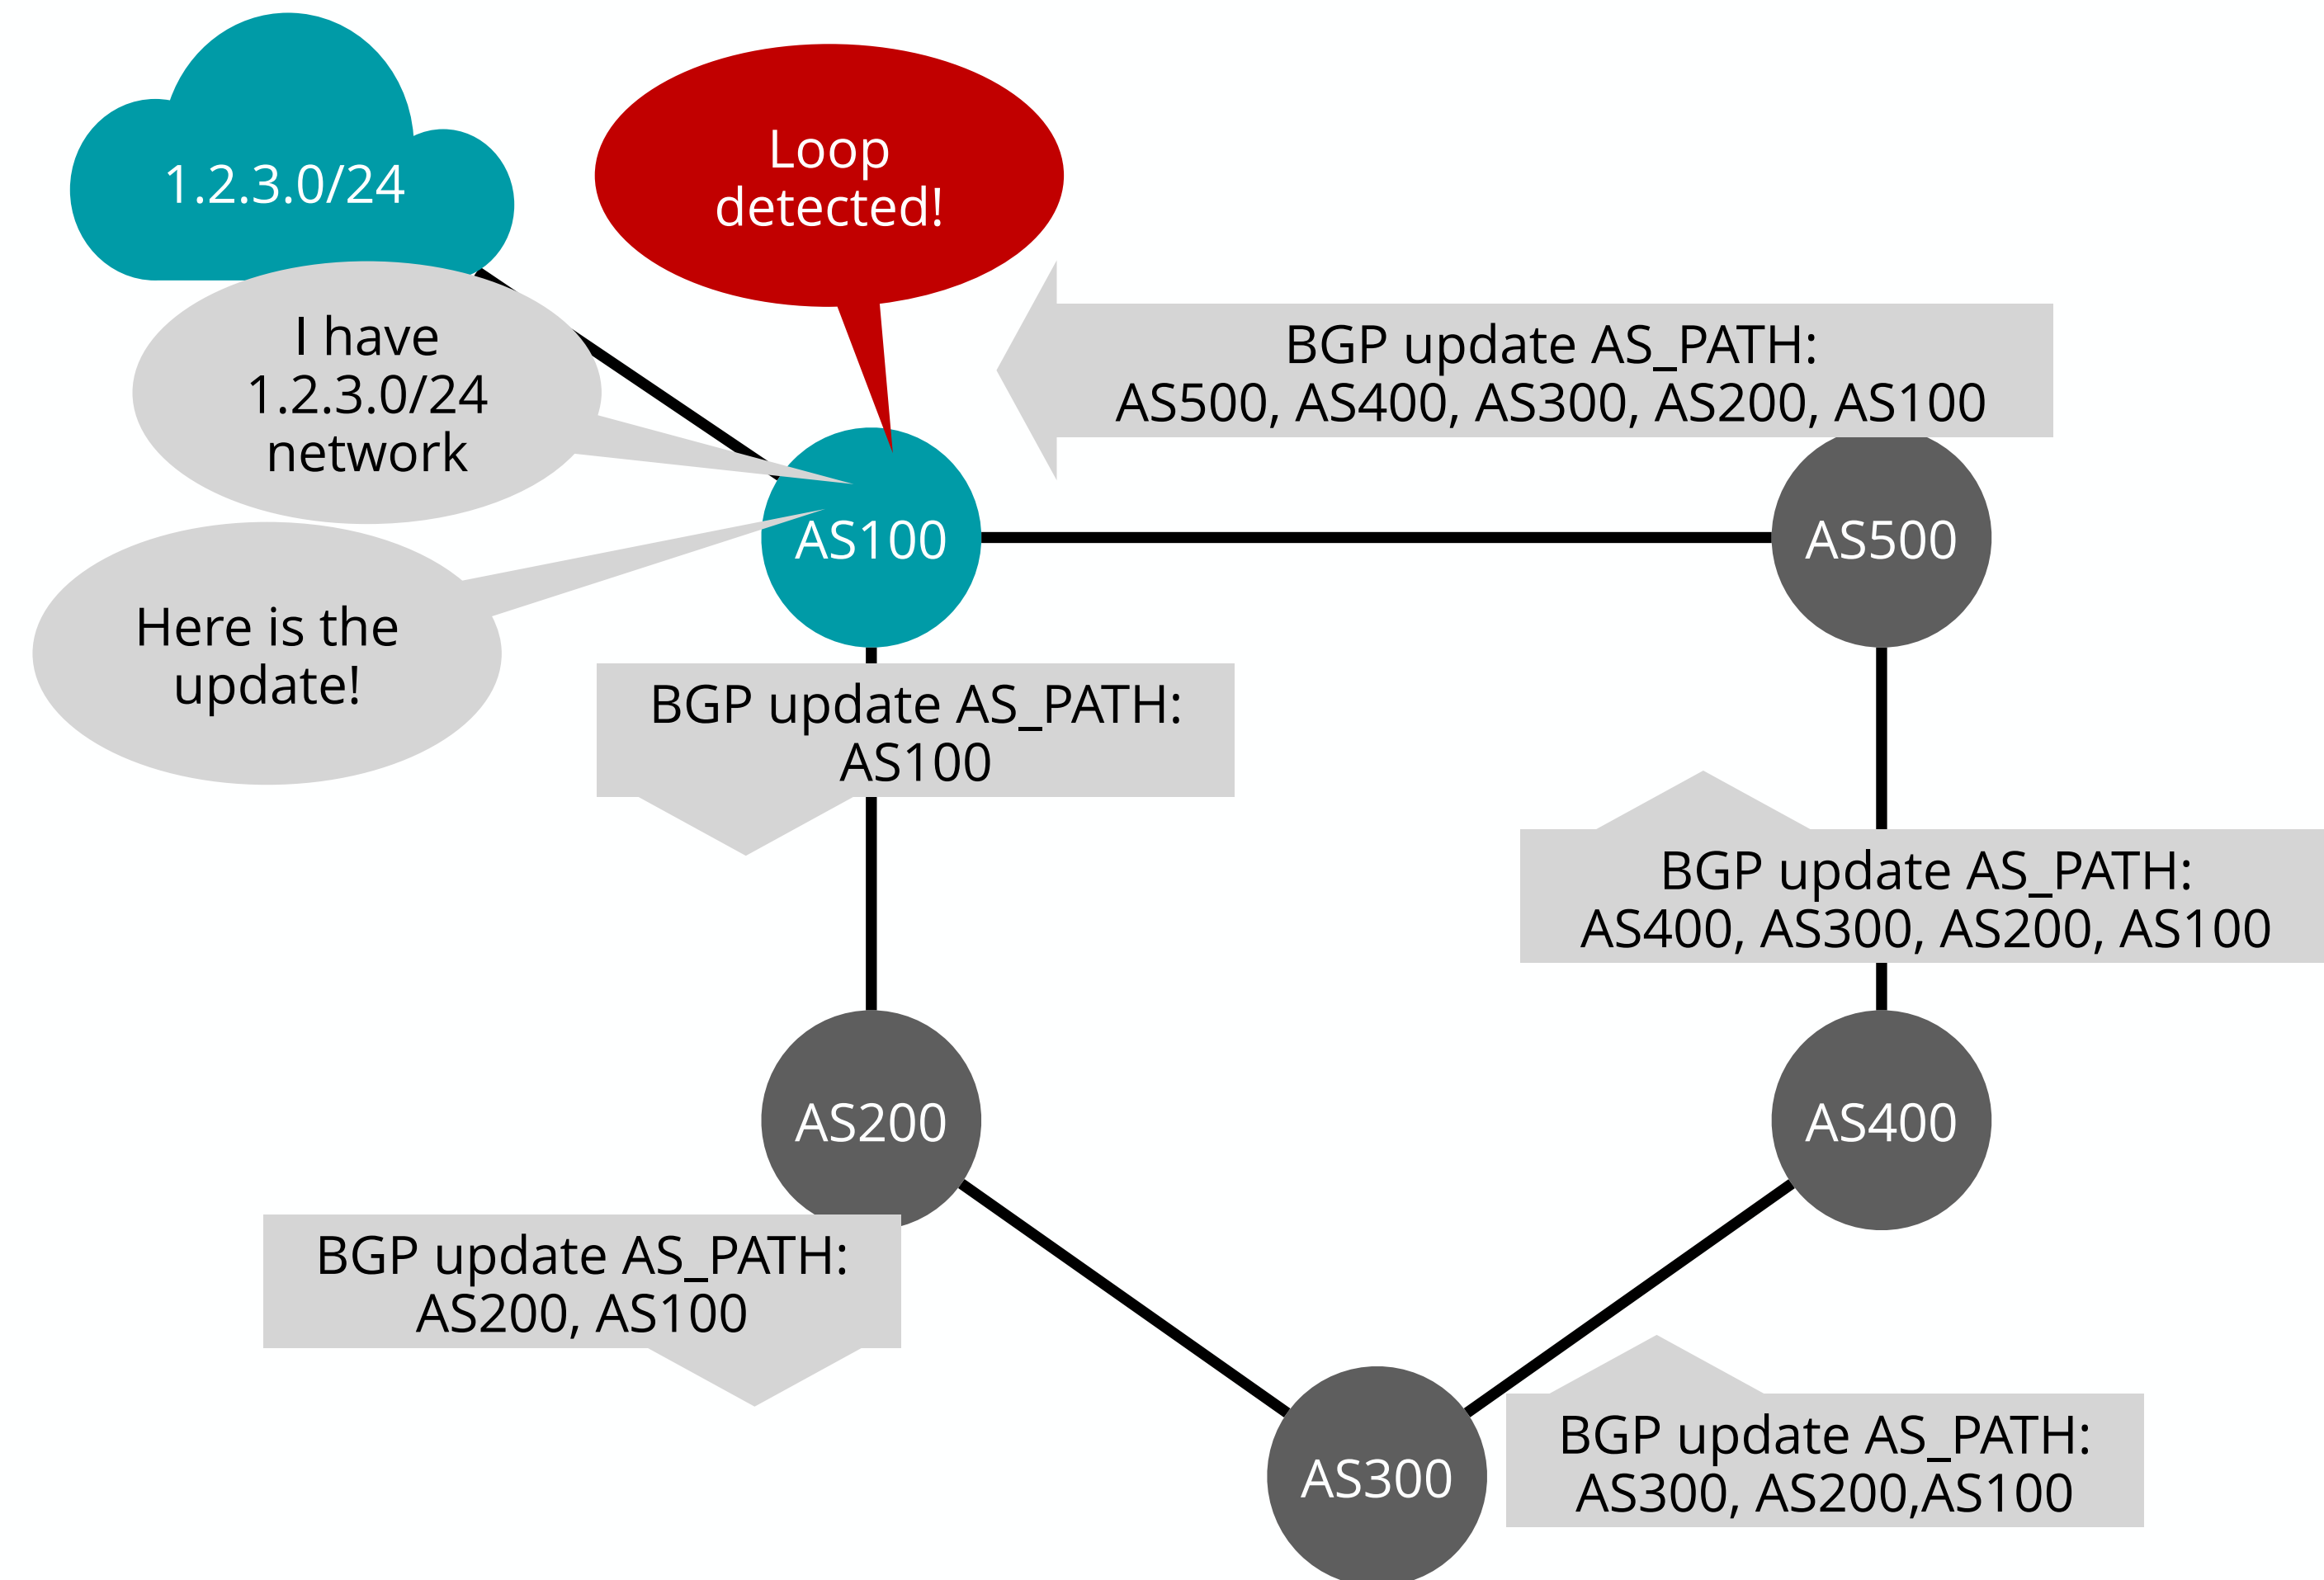 1.2.3.0/24
Loop
detected!
I have
1.2.3.0/24
network
BGP update AS_PATH:
AS500, AS400, AS300, AS200, AS100
AS100
AS500
Here is the
update!
BGP update AS_PATH:
AS100
BGP update AS_PATH:
AS400, AS300, AS200, AS100
AS200
AS400
BGP update AS_PATH:
AS200, AS100
AS300
BGP update AS_PATH:
AS300, AS200,AS100